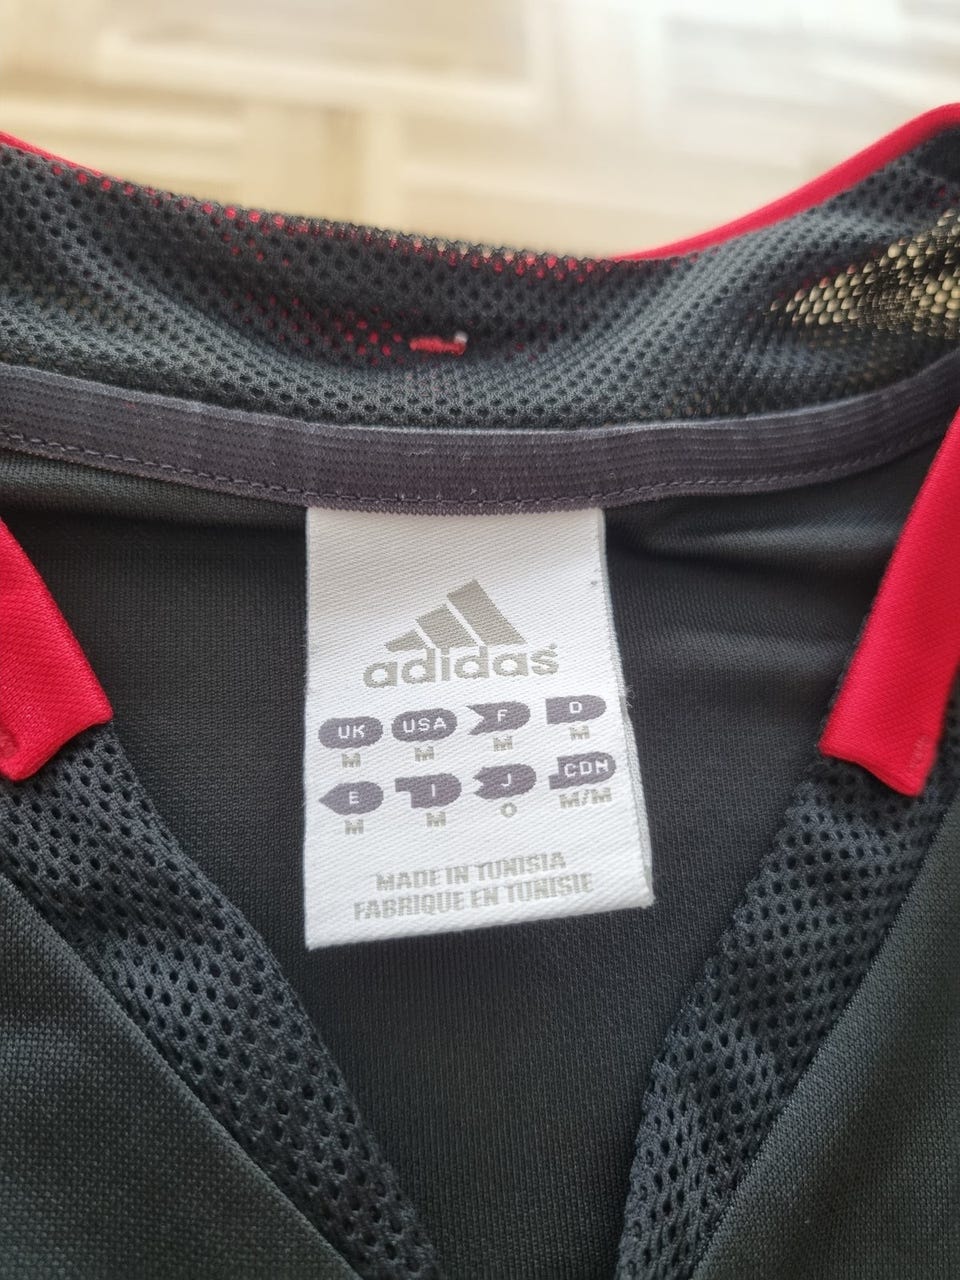 adidas
UK USA F D
M M M M
E I J CDN
M M O M/M
MADE IN TUNISIA
FABRIQUE EN TUNISIE